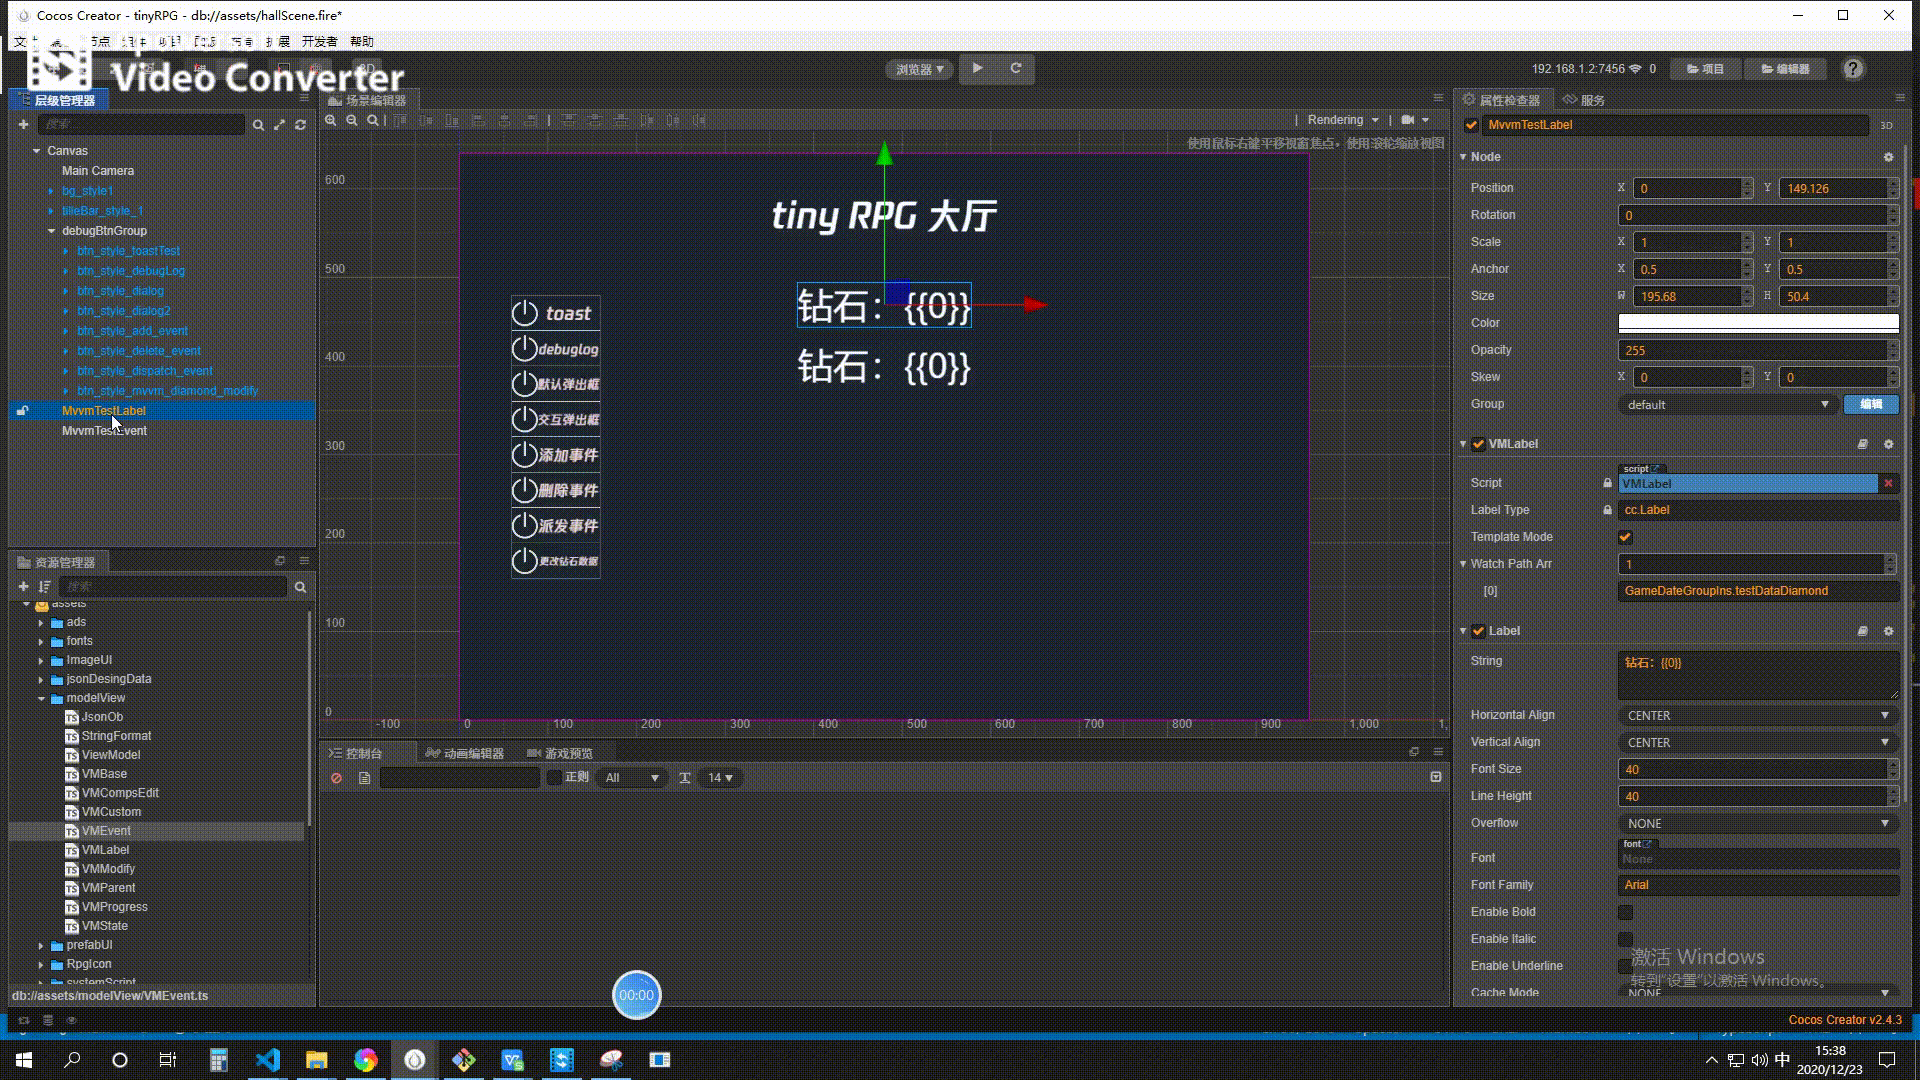 Cocos Creator - tinyRPG - db://assets/hallScene.fire*
扩展 开发者 帮助
Video Converter
浏览器
192.168.1.2:7456 0 项目 编辑器
层级管理器
搜索...
Canvas
Main Camera
bg_style1
titleBar_style_1
debugBtnGroup
btn_style_toastTest
btn_style_debugLog
btn_style_dialog
btn_style_dialog2
btn_style_add_event
btn_style_delete_event
btn_style_dispatch_event
btn_style_mvvm_diamond_modify
MvvmTestLabel
MvvmTestEvent
资源管理器
搜索...
assets
ads
fonts
ImageUI
jsonDesingData
modelView
JsonOb
StringFormat
ViewModel
VMBase
VMCompsEdit
VMCustom
VMEvent
VMLabel
VMModify
VMParent
VMProgress
VMState
prefabUI
RpgIcon
systemScript
db://assets/modelView/VMEvent.ts
场景编辑器
Rendering
使用鼠标右键平移视窗焦点，使用滚轮缩放视图
600
500
400
300
200
100
0
-100 0 100 200 300 400 500 600 700 800 900 1,000 1,
tiny RPG 大厅
钻石：{{0}}
钻石：{{0}}
toast
debuglog
默认弹出框
交互弹出框
添加事件
删除事件
派发事件
更改钻石数据
控制台 动画编辑器 游戏预览
正则 All 14
00:00
属性检查器 服务
MvvmTestLabel 3D
Node
Position X 0 Y 149.126
Rotation 0
Scale X 1 Y 1
Anchor X 0.5 Y 0.5
Size W 195.68 H 50.4
Color
Opacity 255
Skew X 0 Y 0
Group default 编辑
VMLabel
script
Script VMLabel
Label Type cc.Label
Template Mode
Watch Path Arr 1
[0] GameDateGroupIns.testDataDiamond
Label
String 钻石：{{0}}
Horizontal Align CENTER
Vertical Align CENTER
Font Size 40
Line Height 40
Overflow NONE
font
Font None
Font Family Arial
Enable Bold
Enable Italic
Enable Underline
Cache Mode NONE
激活 Windows
转到"设置"以激活 Windows。
Cocos Creator v2.4.3
中
15:38
2020/12/23